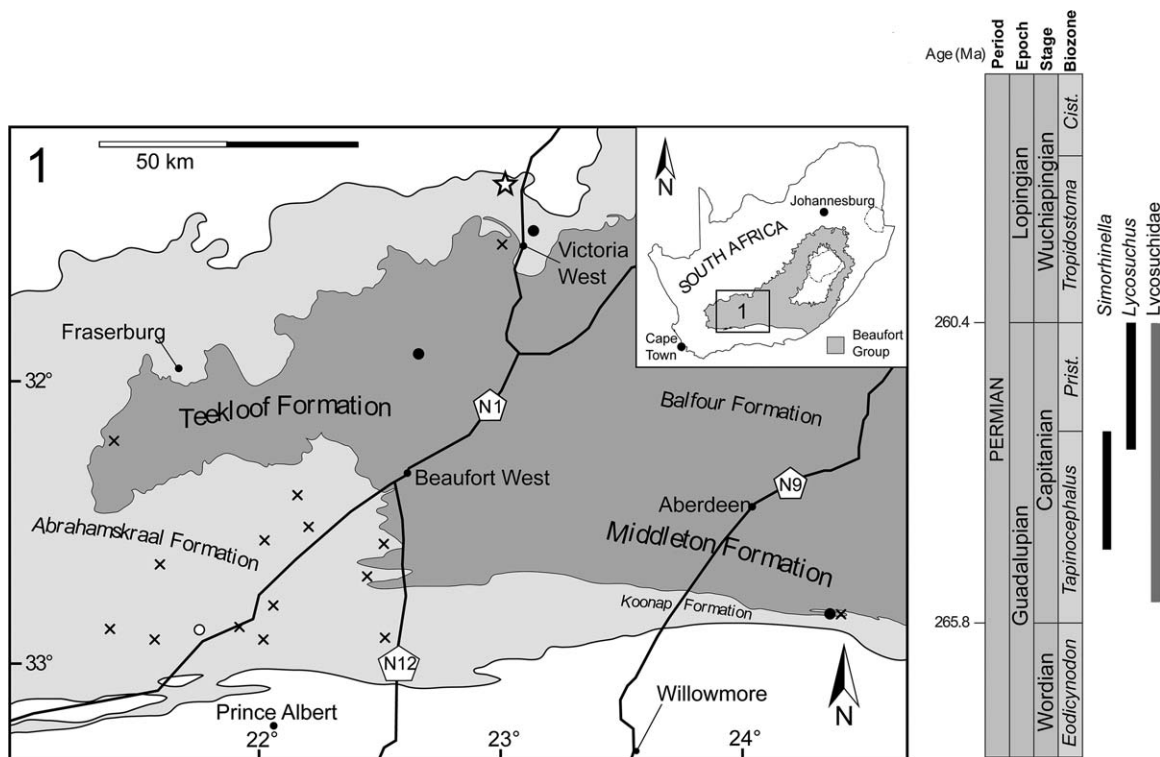 1
50 km
Victoria
West
Fraserburg
32°
Teekloof Formation
N1
Balfour Formation
Beaufort West
N9
Aberdeen
Abrahamskraal Formation
Middleton Formation
Koonap Formation
33°
N12
Prince Albert
Willowmore
N
22°
23°
24°
N
Johannesburg
SOUTH AFRICA
1
Cape
Town
Beaufort
Group
Age (Ma)
Period
Epoch
Stage
Biozone
260.4
265.8
PERMIAN
Lopingian
Guadalupian
Wuchiapingian
Capitanian
Wordian
Cist.
Tropidostoma
Prist.
Tapinocephalus
Eodicynodon
Simorhinella
Lycosuchus
Lycosuchidae